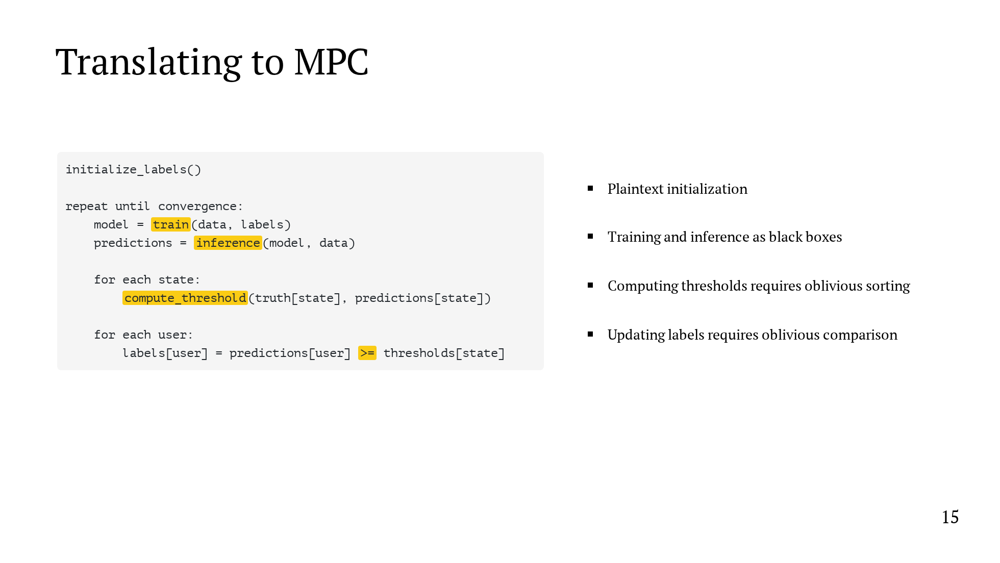 Translating to MPC
initialize_labels()
repeat until convergence:
    model = train(data, labels)
    predictions = inference(model, data)
    for each state:
        compute_threshold(truth[state], predictions[state])
    for each user:
        labels[user] = predictions[user] >= thresholds[state]
▪ Plaintext initialization
▪ Training and inference as black boxes
▪ Computing thresholds requires oblivious sorting
▪ Updating labels requires oblivious comparison
15